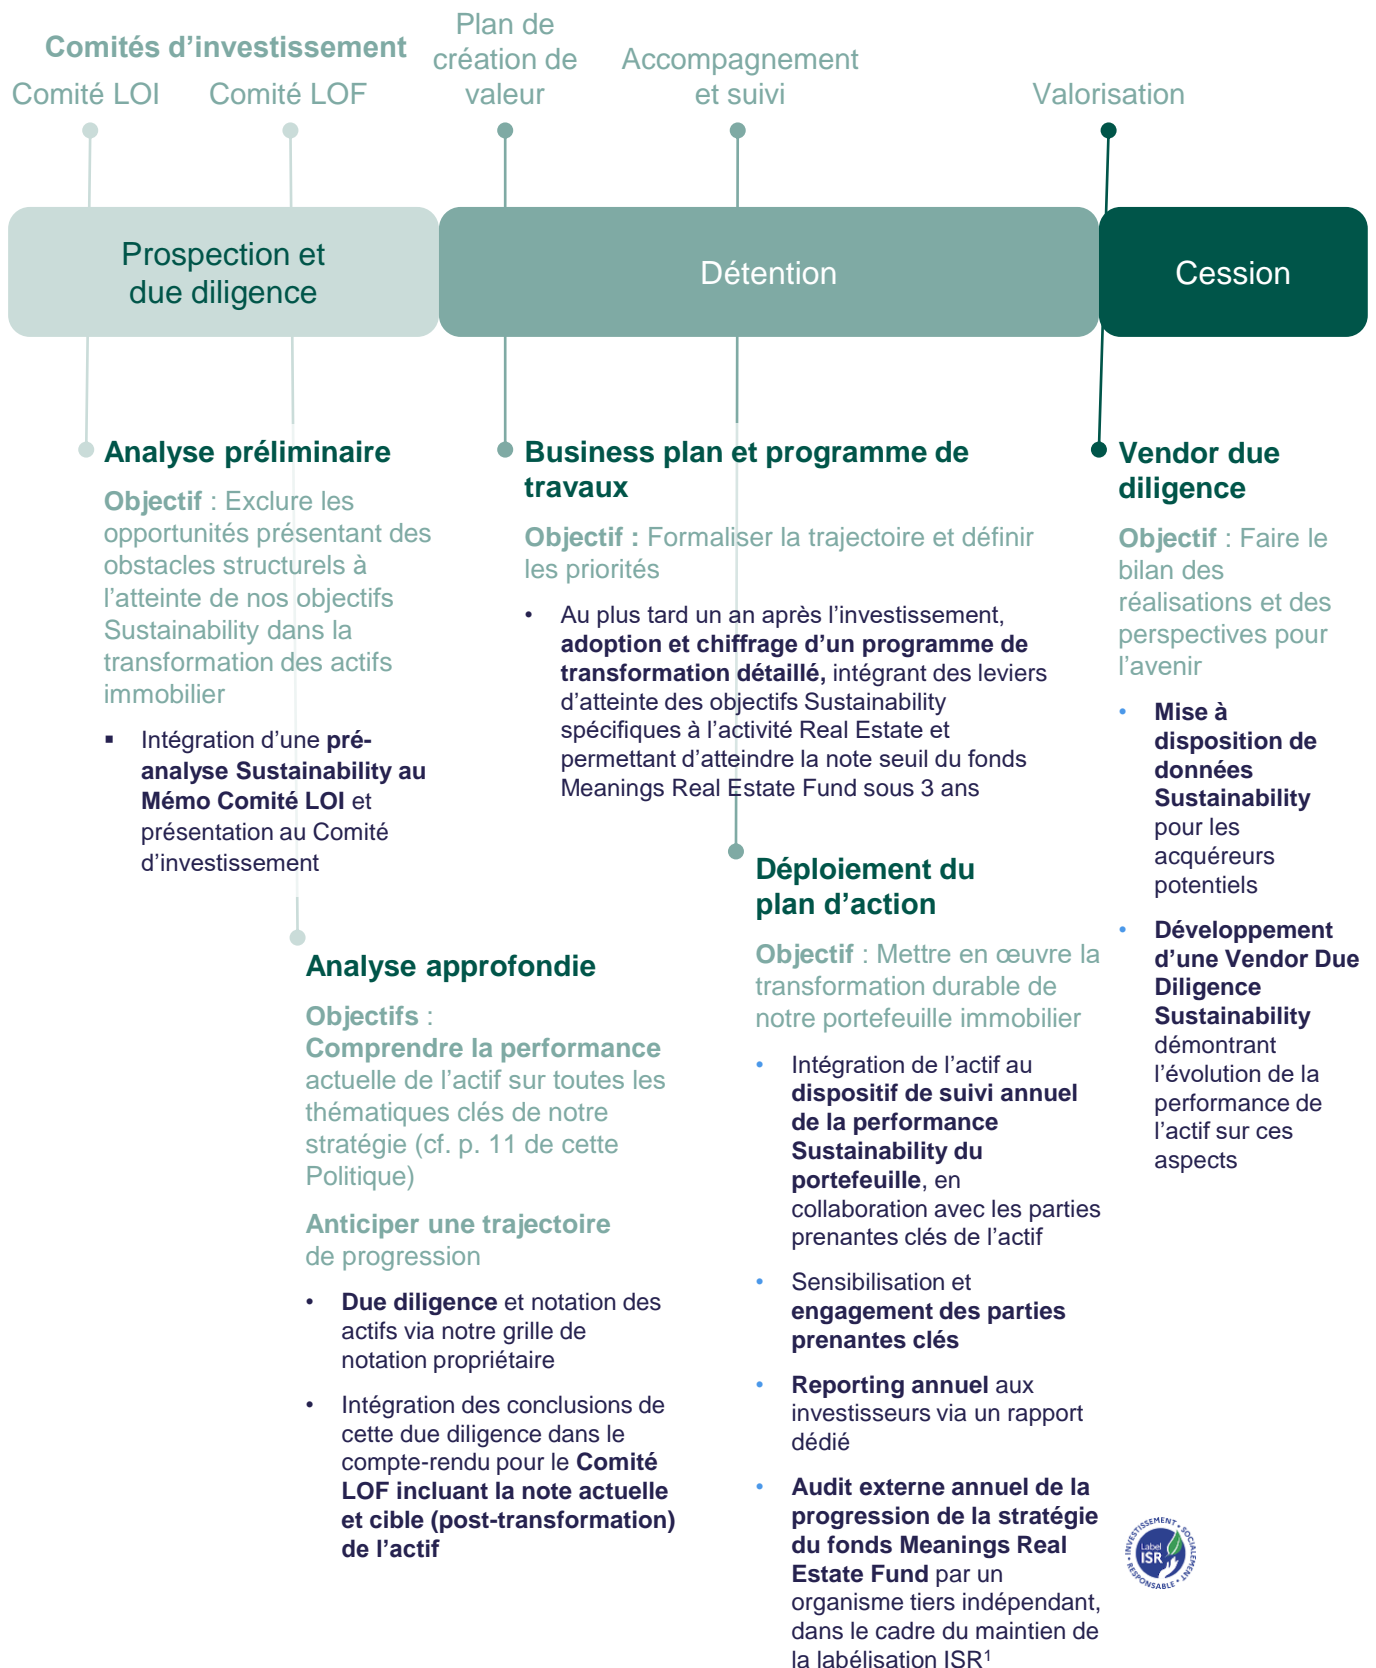 Comités d’investissement
Comité LOI
Comité LOF
Plan de
création de
valeur
Accompagnement
et suivi
Valorisation
Prospection et
due diligence
Détention
Cession
Analyse préliminaire
Objectif : Exclure les
opportunités présentant des
obstacles structurels à
l’atteinte de nos objectifs
Sustainability dans la
transformation des actifs
immobilier
▪ Intégration d’une pré-
analyse Sustainability au
Mémo Comité LOI et
présentation au Comité
d’investissement
Analyse approfondie
Objectifs :
Comprendre la performance
actuelle de l’actif sur toutes les
thématiques clés de notre
stratégie (cf. p. 11 de cette
Politique)
Anticiper une trajectoire
de progression
• Due diligence et notation des
actifs via notre grille de
notation propriétaire
• Intégration des conclusions de
cette due diligence dans le
compte-rendu pour le Comité
LOF incluant la note actuelle
et cible (post-transformation)
de l’actif
Business plan et programme de
travaux
Objectif : Formaliser la trajectoire et définir
les priorités
• Au plus tard un an après l’investissement,
adoption et chiffrage d’un programme de
transformation détaillé, intégrant des leviers
d’atteinte des objectifs Sustainability
spécifiques à l’activité Real Estate et
permettant d’atteindre la note seuil du fonds
Meanings Real Estate Fund sous 3 ans
Déploiement du
plan d’action
Objectif : Mettre en œuvre la
transformation durable de
notre portefeuille immobilier
• Intégration de l’actif au
dispositif de suivi annuel
de la performance
Sustainability du
portefeuille, en
collaboration avec les parties
prenantes clés de l’actif
• Sensibilisation et
engagement des parties
prenantes clés
• Reporting annuel aux
investisseurs via un rapport
dédié
• Audit externe annuel de la
progression de la stratégie
du fonds Meanings Real
Estate Fund par un
organisme tiers indépendant,
dans le cadre du maintien de
la labélisation ISR¹
Vendor due
diligence
Objectif : Faire le
bilan des
réalisations et des
perspectives pour
l’avenir
• Mise à
disposition de
données
Sustainability
pour les
acquéreurs
potentiels
• Développement
d’une Vendor Due
Diligence
Sustainability
démontrant
l’évolution de la
performance de
l’actif sur ces
aspects
INVESTISSEMENT • SOCIALEMENT • RESPONSABLE •
Label
ISR